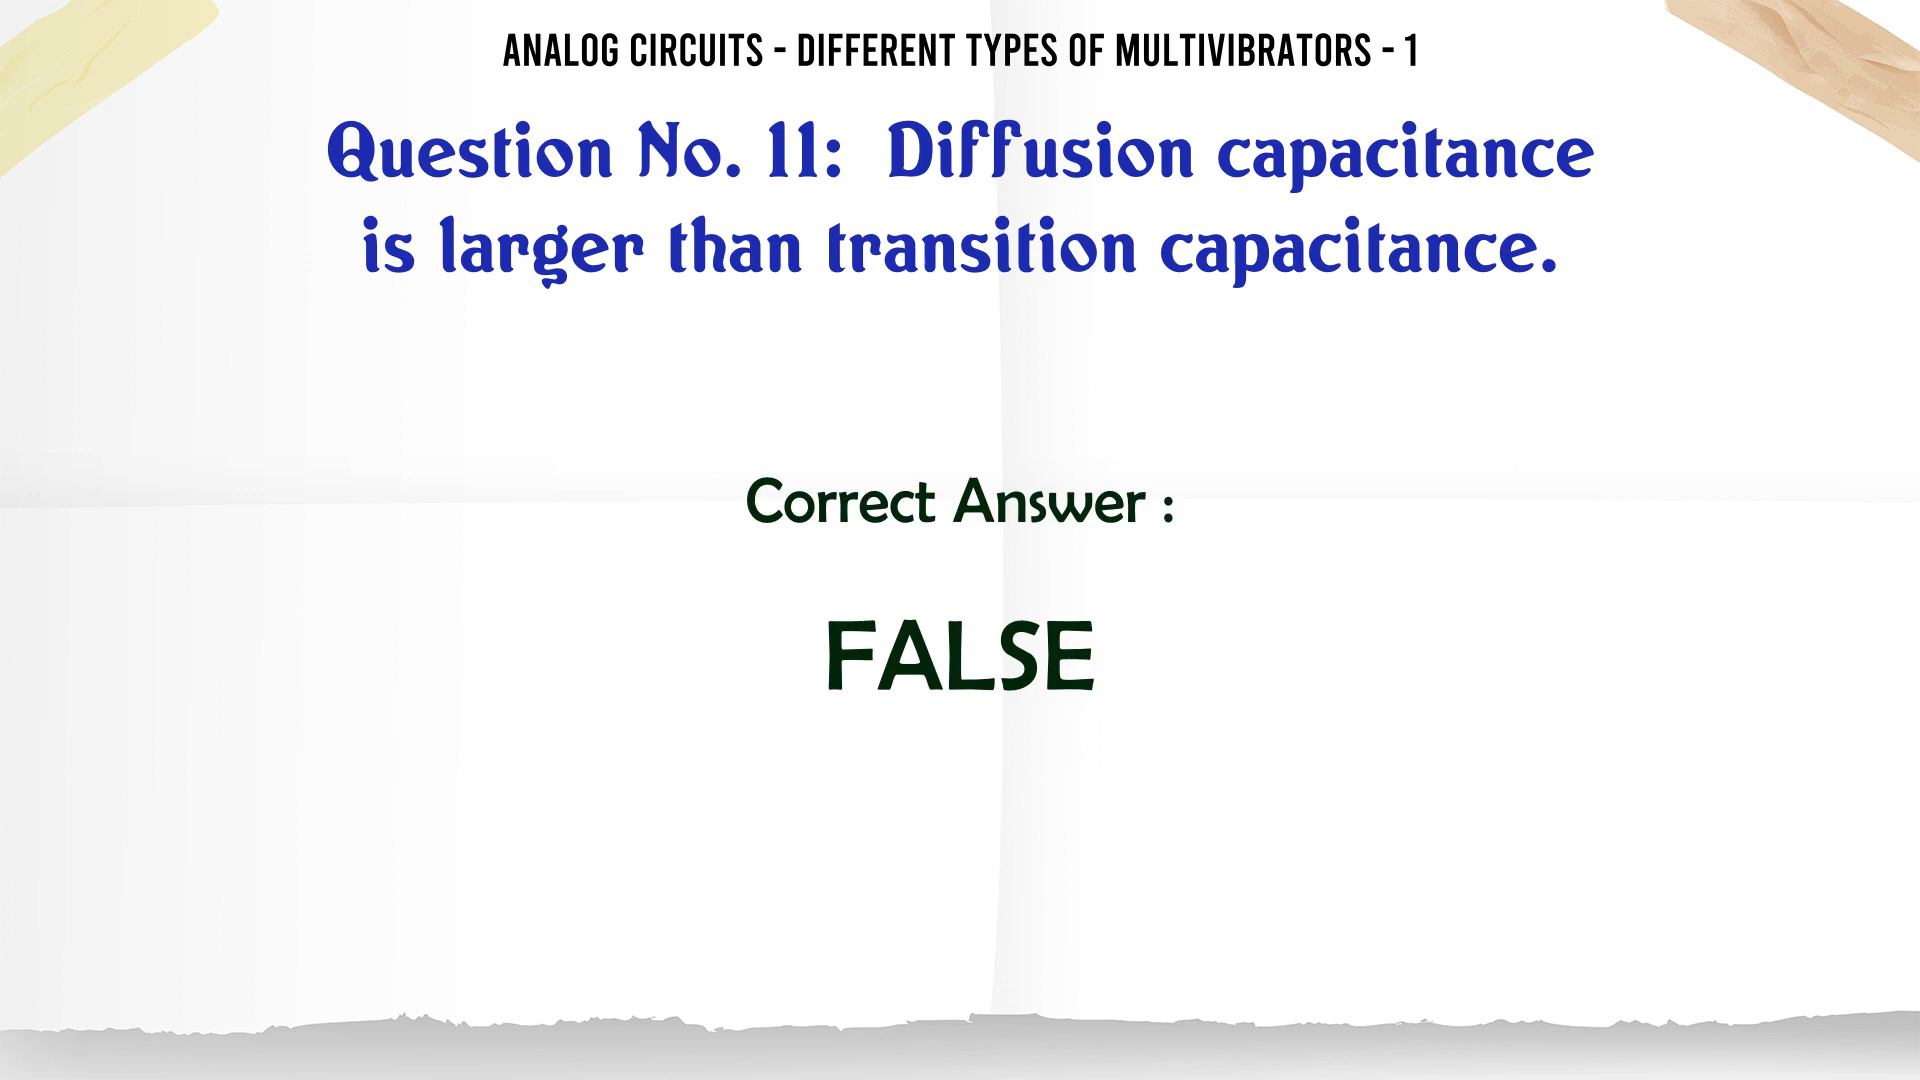 ANALOG CIRCUITS - DIFFERENT TYPES OF MULTIVIBRATORS - 1
Question No. 11: Diffusion capacitance
is larger than transition capacitance.
Correct Answer :
FALSE